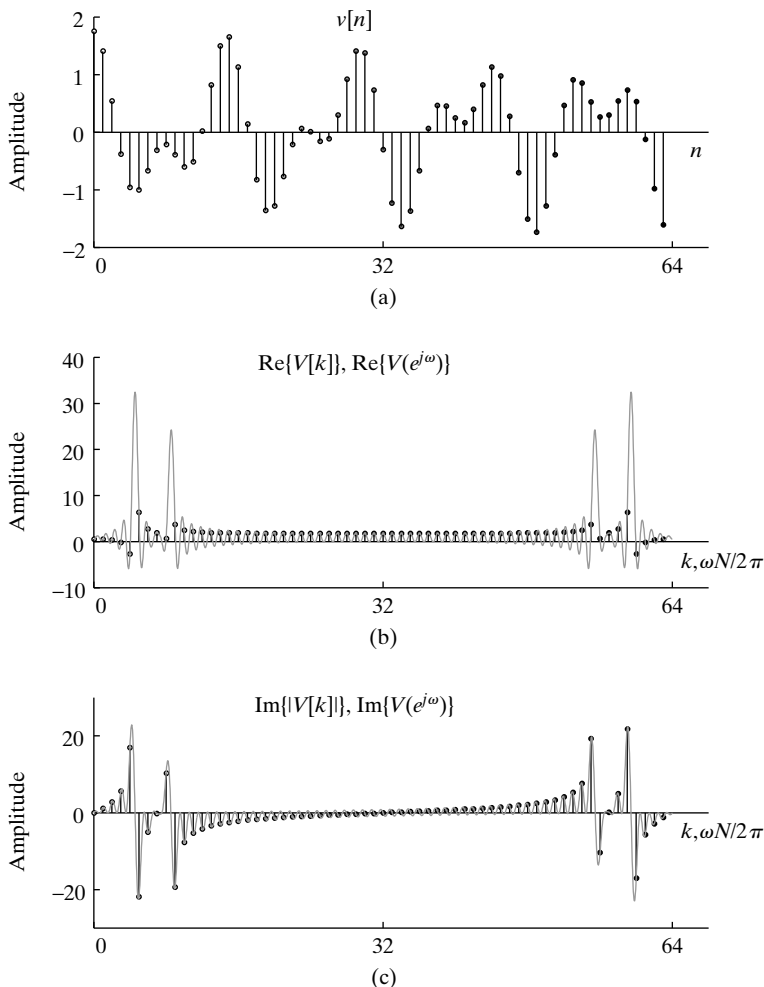 v[n]
2
1
0
−1
−2
Amplitude
n
0 32 64
(a)
Re{V[k]}, Re{V(e^{jω})}
40
30
20
10
0
−10
Amplitude
k, ωN/2π
0 32 64
(b)
Im{|V[k]|}, Im{V(e^{jω})}
20
0
−20
Amplitude
k, ωN/2π
0 32 64
(c)